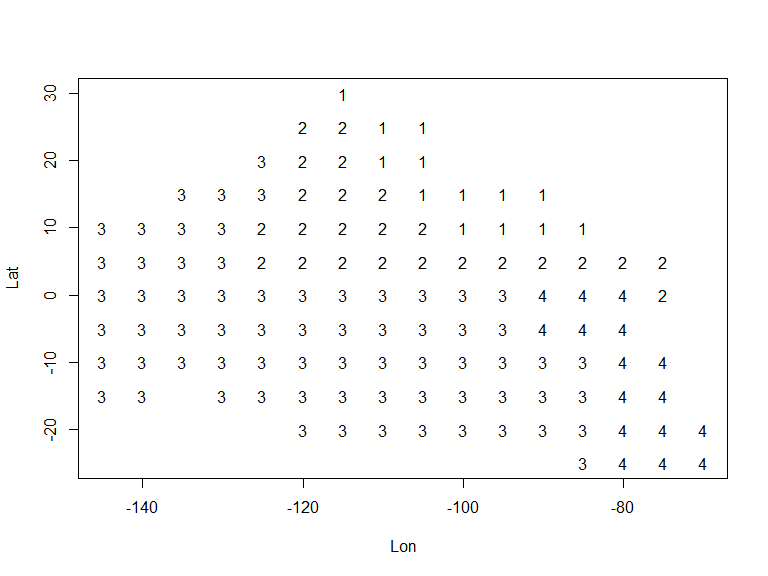 30 1
2 2 1 1
20 3 2 2 1 1
3 3 3 2 2 2 1 1 1 1
10 3 3 3 3 2 2 2 2 2 1 1 1 1
3 3 3 3 2 2 2 2 2 2 2 2 2 2 2
0 3 3 3 3 3 3 3 3 3 3 3 4 4 4 2
3 3 3 3 3 3 3 3 3 3 3 4 4 4
-10 3 3 3 3 3 3 3 3 3 3 3 3 3 4 4
3 3 3 3 3 3 3 3 3 3 3 3 4 4
-20 3 3 3 3 3 3 3 3 4 4 4
3 4 4 4
Lat
-140 -120 -100 -80
Lon